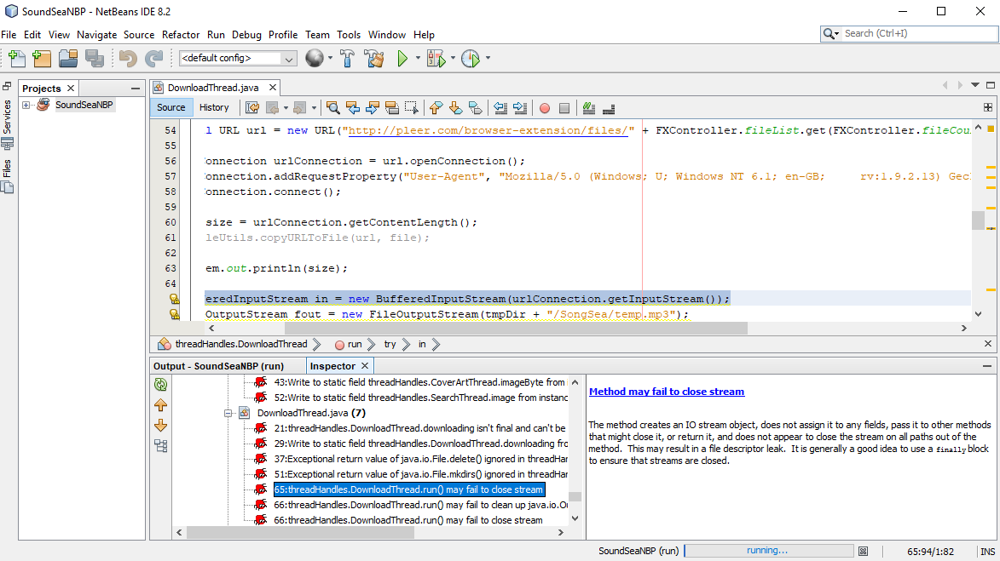 SoundSeaNBP - NetBeans IDE 8.2
File Edit View Navigate Source Refactor Run Debug Profile Team Tools Window Help
Search (Ctrl+I)
<default config>
Projects
DownloadThread.java
SoundSeaNBP
Services
Files
Source History
54 l URL url = new URL("http://pleer.com/browser-extension/files/" + FXController.fileList.get(FXController.fileCou
55
56 onnection urlConnection = url.openConnection();
57 onnection.addRequestProperty("User-Agent", "Mozilla/5.0 (Windows; U; Windows NT 6.1; en-GB; rv:1.9.2.13) Gec
58 onnection.connect();
59
60 size = urlConnection.getContentLength();
61 leUtils.copyURLToFile(url, file);
62
63 em.out.println(size);
64
eredInputStream in = new BufferedInputStream(urlConnection.getInputStream());
OutputStream fout = new FileOutputStream(tmpDir + "/SongSea/temp.mp3");
threadHandles.DownloadThread run try in
Output - SoundSeaNBP (run) Inspector
43:Write to static field threadHandles.CoverArtThread.imageByte from
52:Write to static field threadHandles.SearchThread.image from instanc
DownloadThread.java (7)
21:threadHandles.DownloadThread.downloading isn't final and can't be
29:Write to static field threadHandles.DownloadThread.downloading fro
37:Exceptional return value of java.io.File.delete() ignored in threadHar
51:Exceptional return value of java.io.File.mkdirs() ignored in threadHar
65:threadHandles.DownloadThread.run() may fail to close stream
66:threadHandles.DownloadThread.run() may fail to clean up java.io.Ou
66:threadHandles.DownloadThread.run() may fail to close stream
Method may fail to close stream
The method creates an IO stream object, does not assign it to any fields, pass it to other methods
that might close it, or return it, and does not appear to close the stream on all paths out of the
method. This may result in a file descriptor leak. It is generally a good idea to use a finally block
to ensure that streams are closed.
SoundSeaNBP (run) running... 65:94/1:82 INS